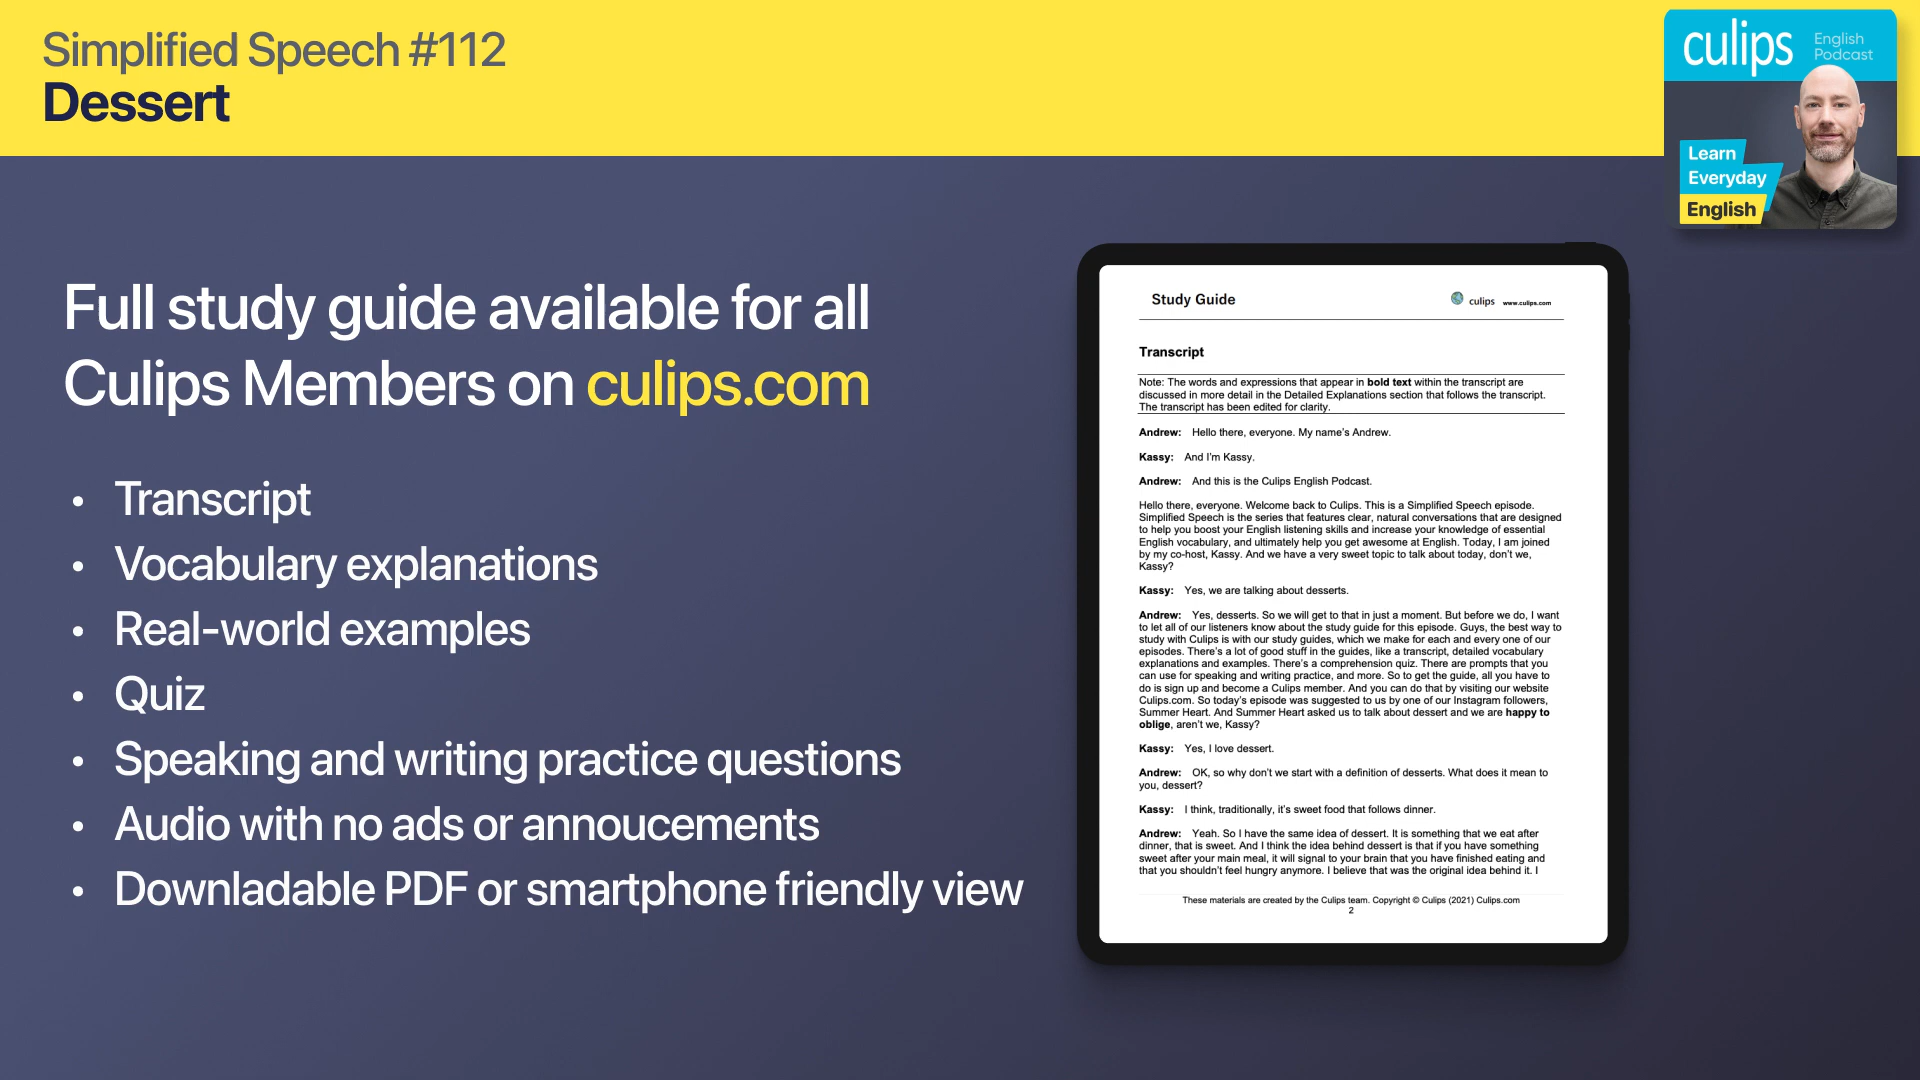 Simplified Speech #112
Dessert
culips English Podcast
Learn
Everyday
English
Full study guide available for all
Culips Members on culips.com
• Transcript
• Vocabulary explanations
• Real-world examples
• Quiz
• Speaking and writing practice questions
• Audio with no ads or annoucements
• Downladable PDF or smartphone friendly view
Study Guide culips www.culips.com
Transcript
Note: The words and expressions that appear in bold text within the transcript are
discussed in more detail in the Detailed Explanations section that follows the transcript.
The transcript has been edited for clarity.
Andrew: Hello there, everyone. My name's Andrew.
Kassy: And I'm Kassy.
Andrew: And this is the Culips English Podcast.
Hello there, everyone. Welcome back to Culips. This is a Simplified Speech episode.
Simplified Speech is the series that features clear, natural conversations that are designed
to help you boost your English listening skills and increase your knowledge of essential
English vocabulary, and ultimately help you get awesome at English. Today, I am joined
by my co-host, Kassy. And we have a very sweet topic to talk about today, don't we,
Kassy?
Kassy: Yes, we are talking about desserts.
Andrew: Yes, desserts. So we will get to that in just a moment. But before we do, I want
to let all of our listeners know about the study guide for this episode. Guys, the best way to
study with Culips is with our study guides, which we make for each and every one of our
episodes. There's a lot of good stuff in the guides, like a transcript, detailed vocabulary
explanations and examples. There's a comprehension quiz. There are prompts that you
can use for speaking and writing practice, and more. So to get the guide, all you have to
do is sign up and become a Culips member. And you can do that by visiting our website
Culips.com. So today's episode was suggested to us by one of our Instagram followers,
Summer Heart. And Summer Heart asked us to talk about dessert and we are happy to
oblige, aren't we, Kassy?
Kassy: Yes, I love dessert.
Andrew: OK, so why don't we start with a definition of desserts. What does it mean to
you, dessert?
Kassy: I think, traditionally, it's sweet food that follows dinner.
Andrew: Yeah. So I have the same idea of dessert. It is something that we eat after
dinner, that is sweet. And I think the idea behind dessert is that if you have something
sweet after your main meal, it will signal to your brain that you have finished eating and
that you shouldn't feel hungry anymore. I believe that was the original idea behind it. I
These materials are created by the Culips team. Copyright © Culips (2021) Culips.com
2